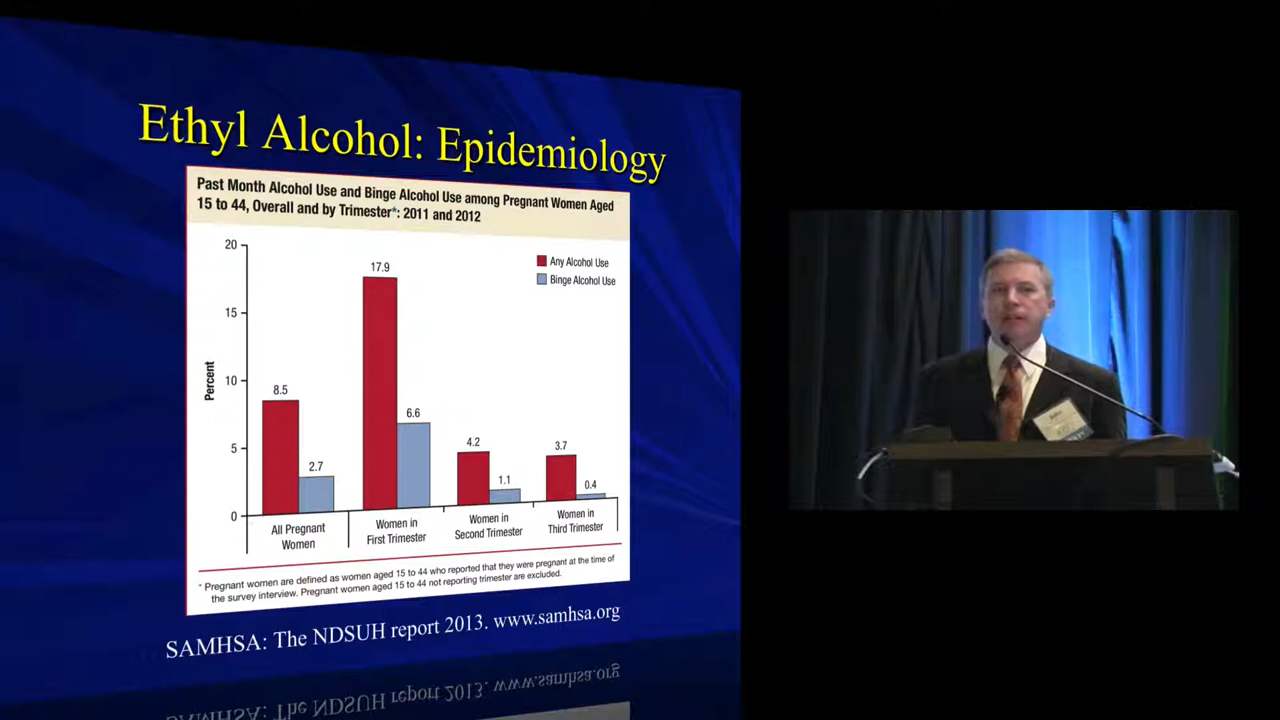 Ethyl Alcohol: Epidemiology
Past Month Alcohol Use and Binge Alcohol Use among Pregnant Women Aged
15 to 44, Overall and by Trimester*: 2011 and 2012
20
15
10
5
0
Percent
Any Alcohol Use
Binge Alcohol Use
8.5
2.7
17.9
6.6
4.2
1.1
3.7
0.4
All Pregnant
Women
Women in
First Trimester
Women in
Second Trimester
Women in
Third Trimester
* Pregnant women are defined as women aged 15 to 44 who reported that they were pregnant at the time of
the survey interview. Pregnant women aged 15 to 44 not reporting trimester are excluded.
SAMHSA: The NDSUH report 2013. www.samhsa.org